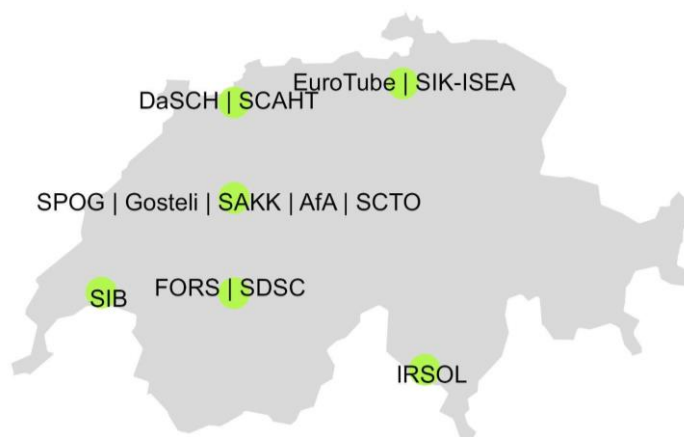 EuroTube | SIK-ISEA
DaSCH | SCAHT
SPOG | Gosteli | SAKK | AfA | SCTO
FORS | SDSC
SIB
IRSOL